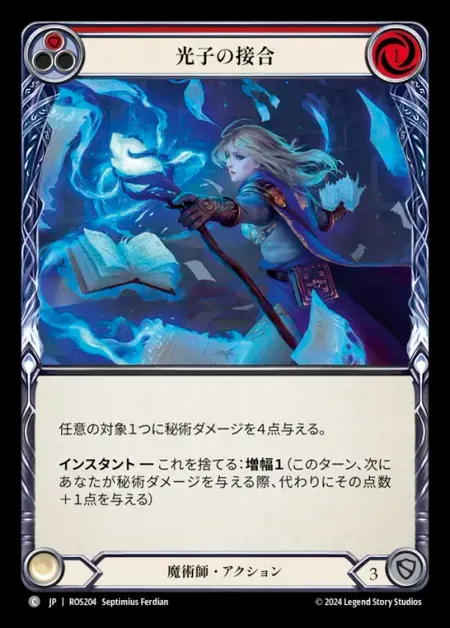 光子の接合
1
任意の対象1つに秘術ダメージを4点与える。
インスタント ー これを捨てる：増幅1（このターン、次に
あなたが秘術ダメージを与える際、代わりにその点数
＋1点を与える）
魔術師・アクション
3
C JP | ROS204 Septimius Ferdian
© 2024 Legend Story Studios